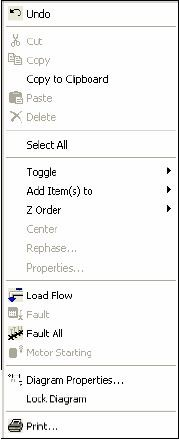 Undo
Cut
Copy
Copy to Clipboard
Paste
Delete
Select All
Toggle
Add Item(s) to
Z Order
Center
Rephase...
Properties...
Load Flow
Fault
Fault All
Motor Starting
Diagram Properties...
Lock Diagram
Print...